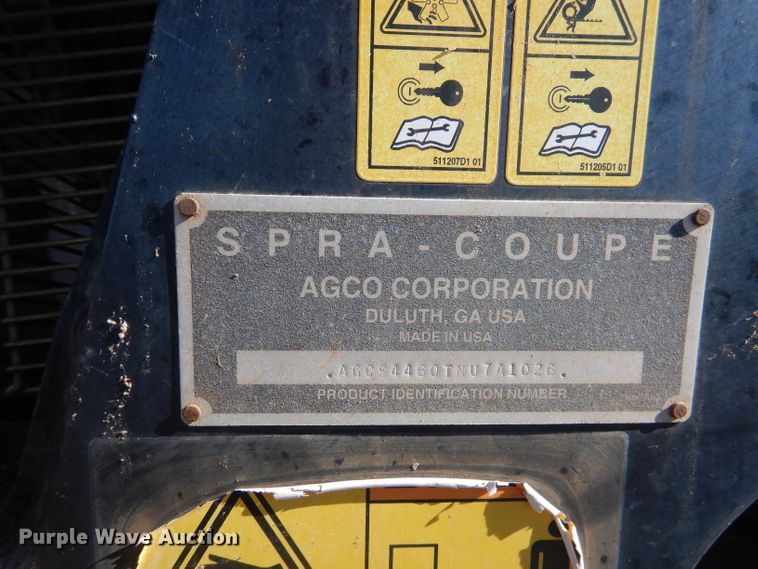 511207D1 01
511205D1 01
SPRA-COUPE
AGCO CORPORATION
DULUTH, GA USA
MADE IN USA
.AGCS4460TNU7A1026.
PRODUCT IDENTIFICATION NUMBER
Purple Wave Auction